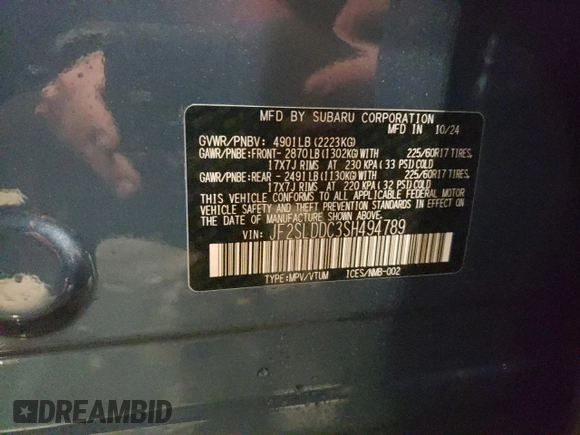 MFD BY SUBARU CORPORATION
MFD IN 10/24
GVWR/PNBV: 4901LB (2223KG)
GAWR/PNBE:FRONT- 2870LB (1302KG)WITH 225/60R17 TIRES,
17X7J RIMS AT 230 KPA( 33 PSI)COLD
GAWR/PNBE:REAR - 2491LB (1130KG)WITH 225/60R17 TIRES,
17X7J RIMS AT 220 KPA( 32 PSI)COLD
THIS VEHICLE CONFORMS TO ALL APPLICABLE FEDERAL MOTOR
VEHICLE SAFETY, BUMPER, AND THEFT PREVENTION STANDARDS IN EFFECT ON
THE DATE OF MANUFACTURE SHOWN ABOVE.
VIN: JF2SLDDC3SH494789
TYPE:MPV/VTUM ICES/NMB-002
DREAMBID